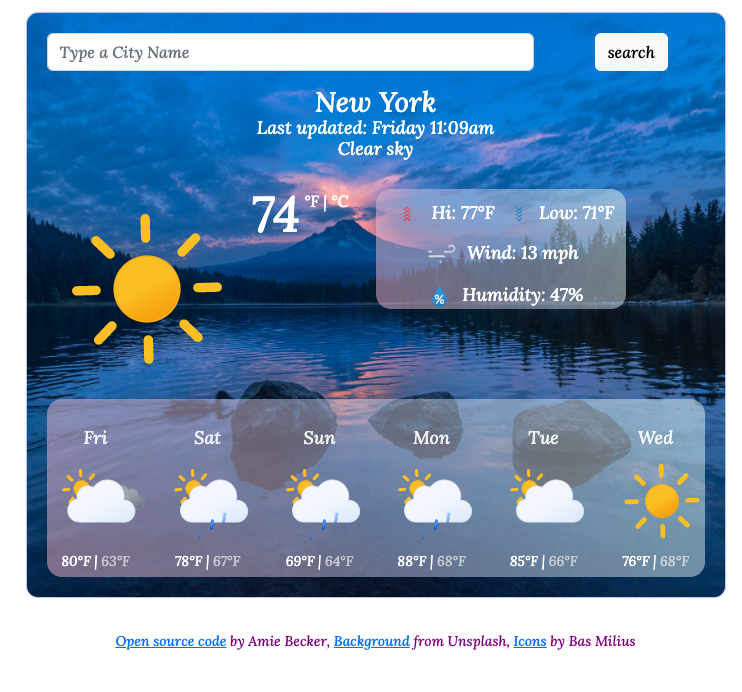 Type a City Name
search
New York
Last updated: Friday 11:09am
Clear sky
74 °F | °C
Hi: 77°F Low: 71°F
Wind: 13 mph
% Humidity: 47%
Fri Sat Sun Mon Tue Wed
80°F | 63°F 78°F | 67°F 69°F | 64°F 88°F | 68°F 85°F | 66°F 76°F | 68°F
Open source code by Amie Becker, Background from Unsplash, Icons by Bas Milius